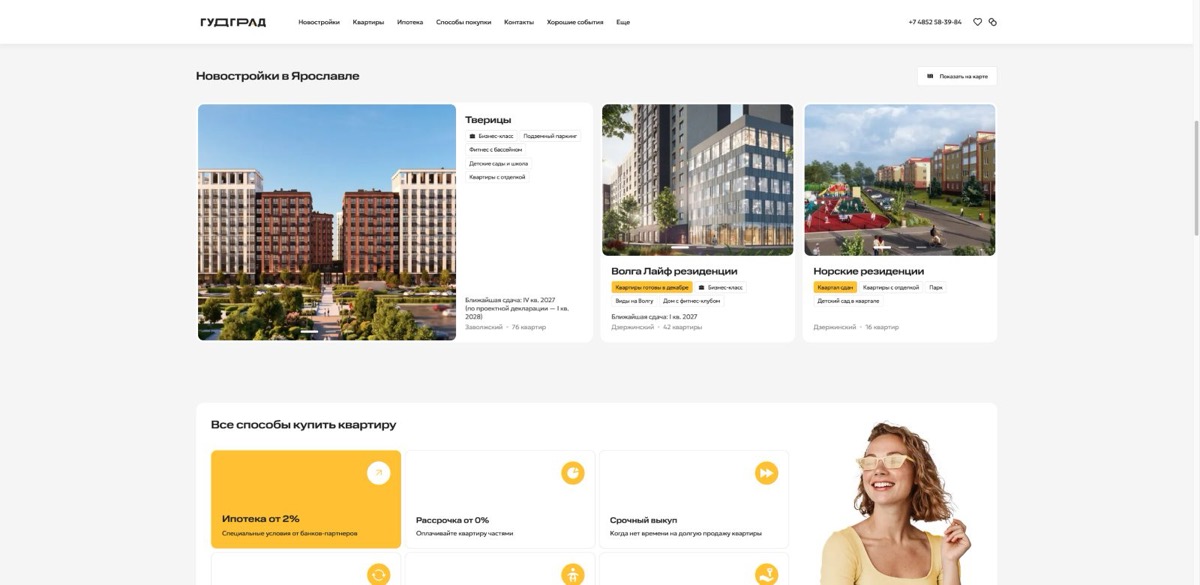 ГУДГРАД
Новостройки
Квартиры
Ипотека
Способы покупки
Контакты
Хорошие события
Еще
+7 4852 58-39-84
Новостройки в Ярославле
Показать на карте
Тверицы
Бизнес-класс
Подземный паркинг
Фитнес с бассейном
Детские сады и школа
Квартиры с отделкой
Ближайшая сдача: IV кв. 2027
(по проектной декларации — I кв.
2028)
Заволжский • 76 квартир
Волга Лайф резиденции
Квартиры готовы в декабре
Бизнес-класс
Виды на Волгу
Дом с фитнес-клубом
Ближайшая сдача: I кв. 2027
Дзержинский • 42 квартиры
Норские резиденции
Квартал сдан
Квартиры с отделкой
Парк
Детский сад в квартале
Дзержинский • 16 квартир
Все способы купить квартиру
Ипотека от 2%
Специальные условия от банков-партнеров
Рассрочка от 0%
Оплачивайте квартиру частями
Срочный выкуп
Когда нет времени на долгую продажу квартиры